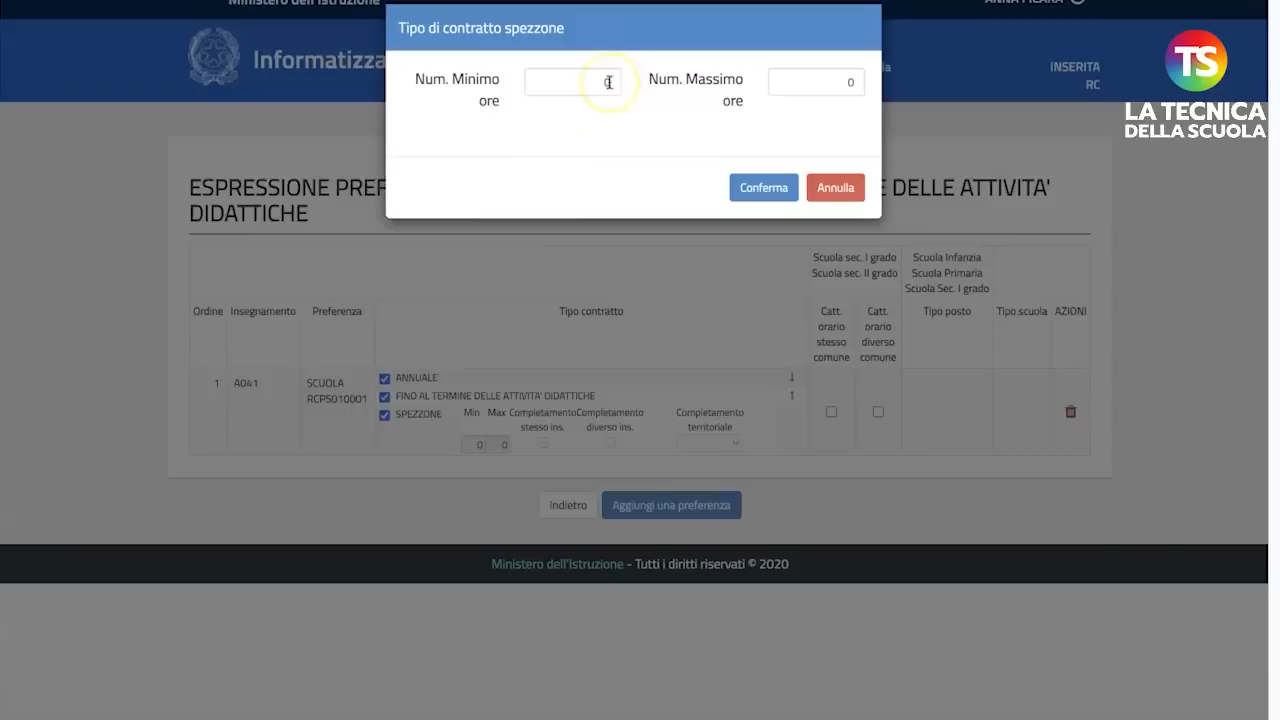 Ministero dell'Istruzione
ANNA FICARA
Tipo di contratto spezzone
Informatizza
INSERITA
RC
TS
LA TECNICA
DELLA SCUOLA
Num. Minimo
ore
Num. Massimo
ore
0
Conferma
Annulla
ESPRESSIONE PREF
E DELLE ATTIVITA'
DIDATTICHE
Scuola sec. I grado
Scuola sec. II grado
Scuola Infanzia
Scuola Primaria
Scuola Sec. I grado
Ordine
Insegnamento
Preferenza
Tipo contratto
Catt.
orario
stesso
comune
Catt.
orario
diverso
comune
Tipo posto
Tipo scuola
AZIONI
1
A041
SCUOLA
RCPS010001
ANNUALE
FINO AL TERMINE DELLE ATTIVITA' DIDATTICHE
SPEZZONE
Min
Max
Completamento
stesso ins.
Completamento
diverso ins.
Completamento
territoriale
0
0
Indietro
Aggiungi una preferenza
Ministero dell'Istruzione - Tutti i diritti riservati © 2020